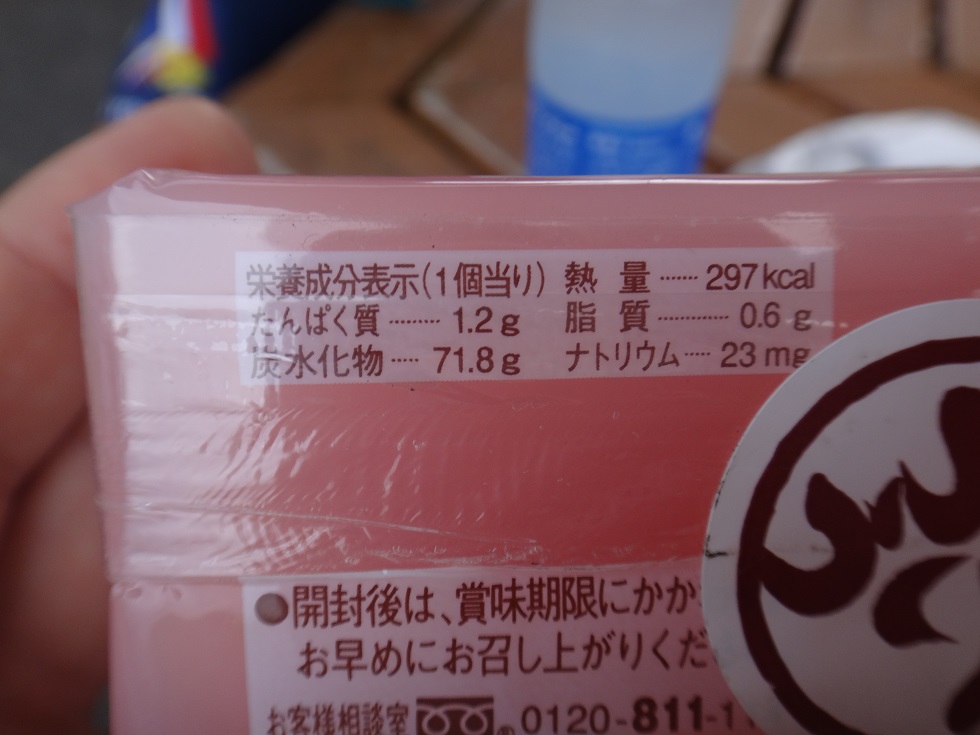 栄養成分表示(1個当り) 熱量……297kcal
たんぱく質………1.2g 脂質…………0.6g
炭水化物……71.8g ナトリウム……23mg
●開封後は、賞味期限にかか
お早めにお召し上がりくだ
お客様相談室 ® 0120-811-1